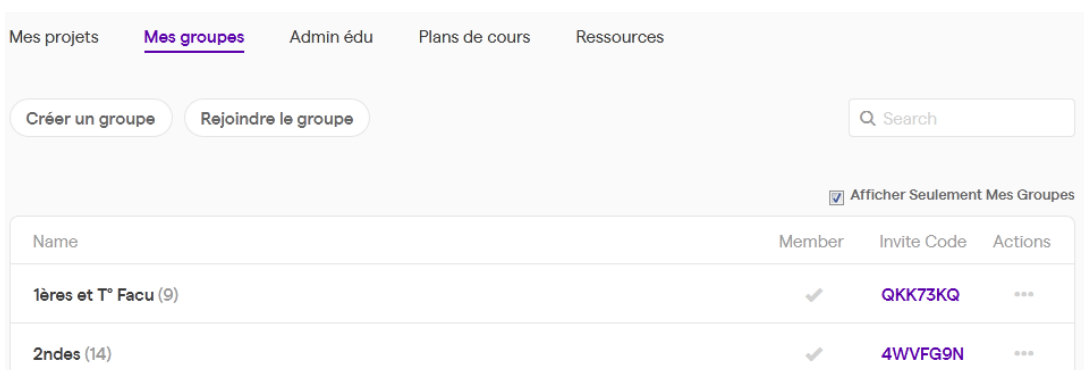 Mes projets Mes groupes Admin édu Plans de cours Ressources
Créer un groupe Rejoindre le groupe Search
Afficher Seulement Mes Groupes
Name Member Invite Code Actions
1ères et T° Facu (9) QKK73KQ
2ndes (14) 4WVFG9N